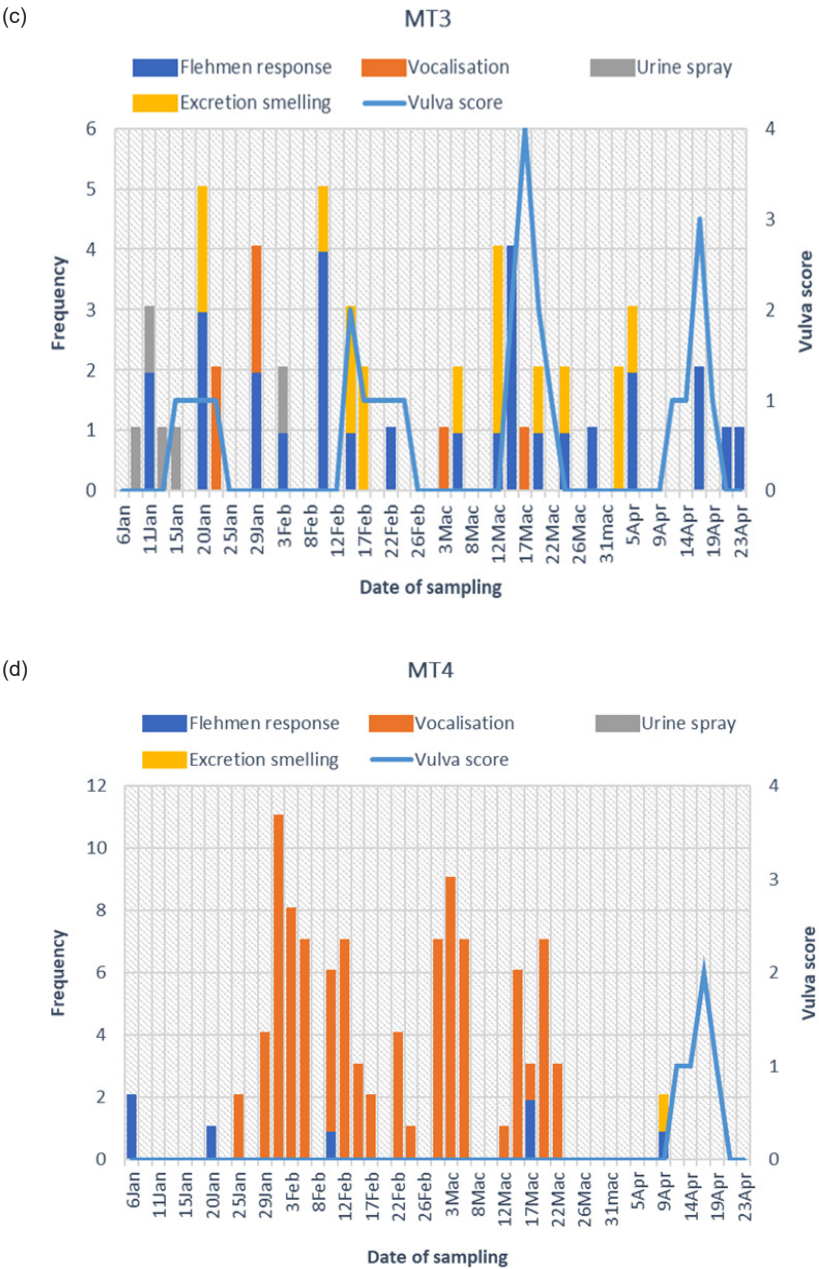 (c)
MT3
Flehmen response Vocalisation Urine spray
Excretion smelling Vulva score
6 4
5
4 3
3 2
2
1 1
0 0
Frequency
Vulva score
6Jan 11Jan 15Jan 20Jan 25Jan 29Jan 3Feb 8Feb 12Feb 17Feb 22Feb 26Feb 3Mac 8Mac 12Mac 17Mac 22Mac 26Mac 31mac 5Apr 9Apr 14Apr 19Apr 23Apr
Date of sampling
(d)
MT4
Flehmen response Vocalisation Urine spray
Excretion smelling Vulva score
12 4
10
8 3
6 2
4
2 1
0 0
Frequency
Vulva score
6Jan 11Jan 15Jan 20Jan 25Jan 29Jan 3Feb 8Feb 12Feb 17Feb 22Feb 26Feb 3Mac 8Mac 12Mac 17Mac 22Mac 26Mac 31mac 5Apr 9Apr 14Apr 19Apr 23Apr
Date of sampling